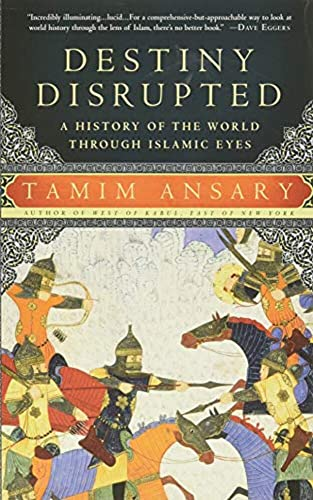 "Incredibly illuminating...lucid...For a comprehensive-but-approachable way to look at
world history through the lens of Islam, there's no better book." —DAVE EGGERS
DESTINY
DISRUPTED
A HISTORY OF THE WORLD
THROUGH ISLAMIC EYES
TAMIM ANSARY
AUTHOR OF WEST OF KABUL, EAST OF NEW YORK